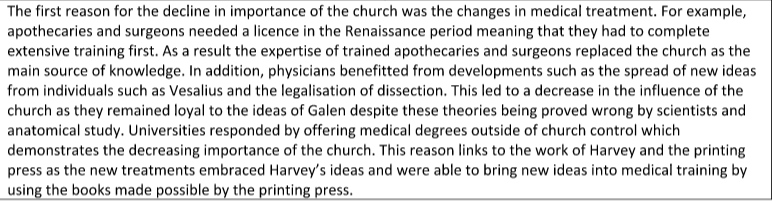 The first reason for the decline in importance of the church was the changes in medical treatment. For example,
apothecaries and surgeons needed a licence in the Renaissance period meaning that they had to complete
extensive training first. As a result the expertise of trained apothecaries and surgeons replaced the church as the
main source of knowledge. In addition, physicians benefitted from developments such as the spread of new ideas
from individuals such as Vesalius and the legalisation of dissection. This led to a decrease in the influence of the
church as they remained loyal to the ideas of Galen despite these theories being proved wrong by scientists and
anatomical study. Universities responded by offering medical degrees outside of church control which
demonstrates the decreasing importance of the church. This reason links to the work of Harvey and the printing
press as the new treatments embraced Harvey’s ideas and were able to bring new ideas into medical training by
using the books made possible by the printing press.